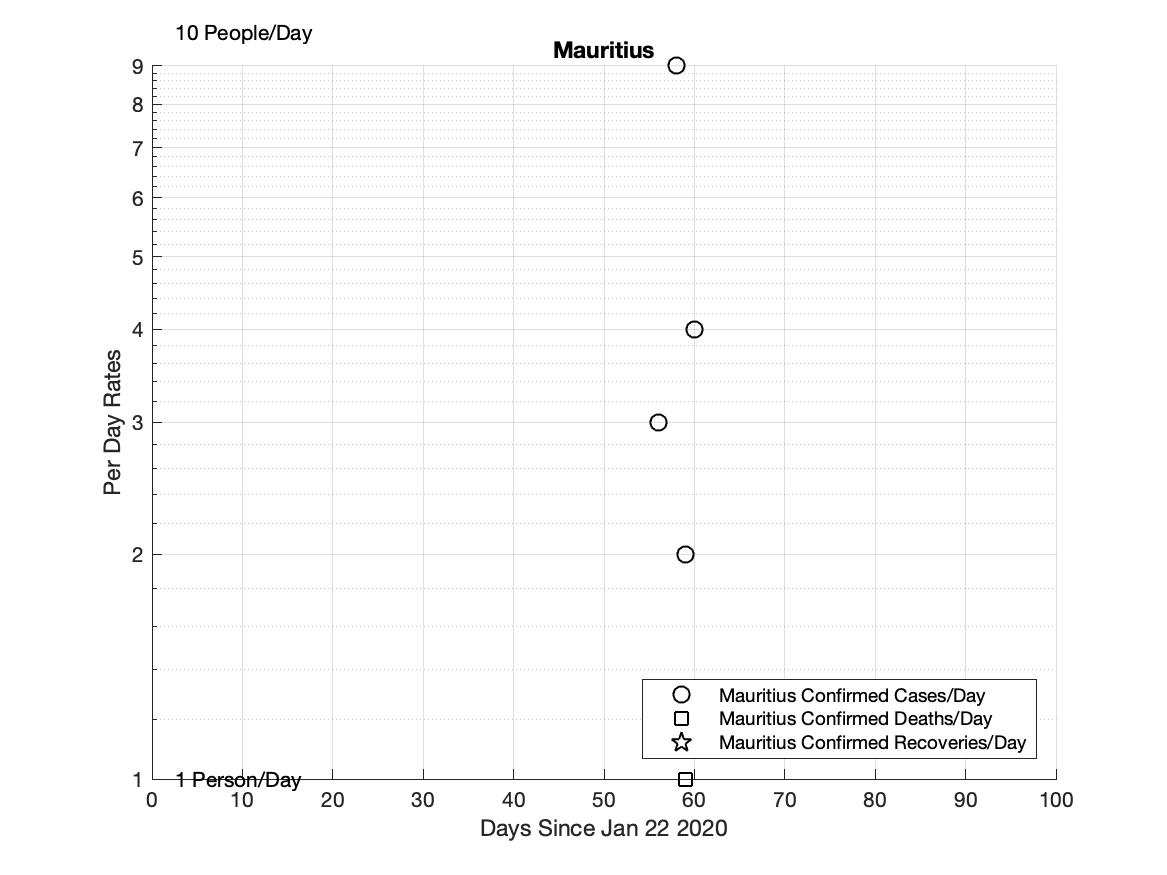 10 People/Day
Mauritius
9
8
7
6
5
4
3
2
1
Per Day Rates
Mauritius Confirmed Cases/Day
Mauritius Confirmed Deaths/Day
Mauritius Confirmed Recoveries/Day
1 Person/Day
0 10 20 30 40 50 60 70 80 90 100
Days Since Jan 22 2020